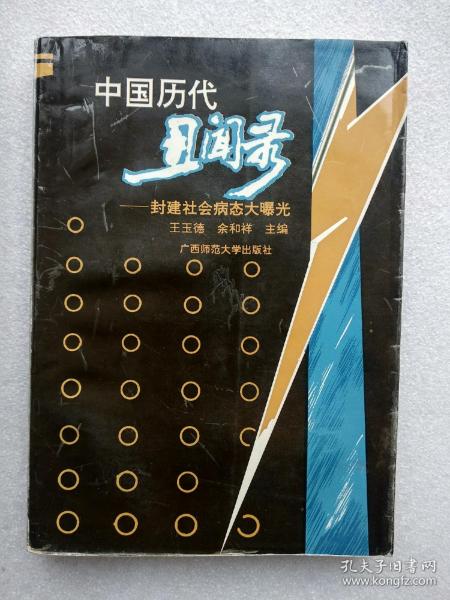 中国历代
丑闻录
——封建社会病态大曝光
王玉德 余和祥 主编
广西师范大学出版社
孔夫子旧书网
www.kongfz.com